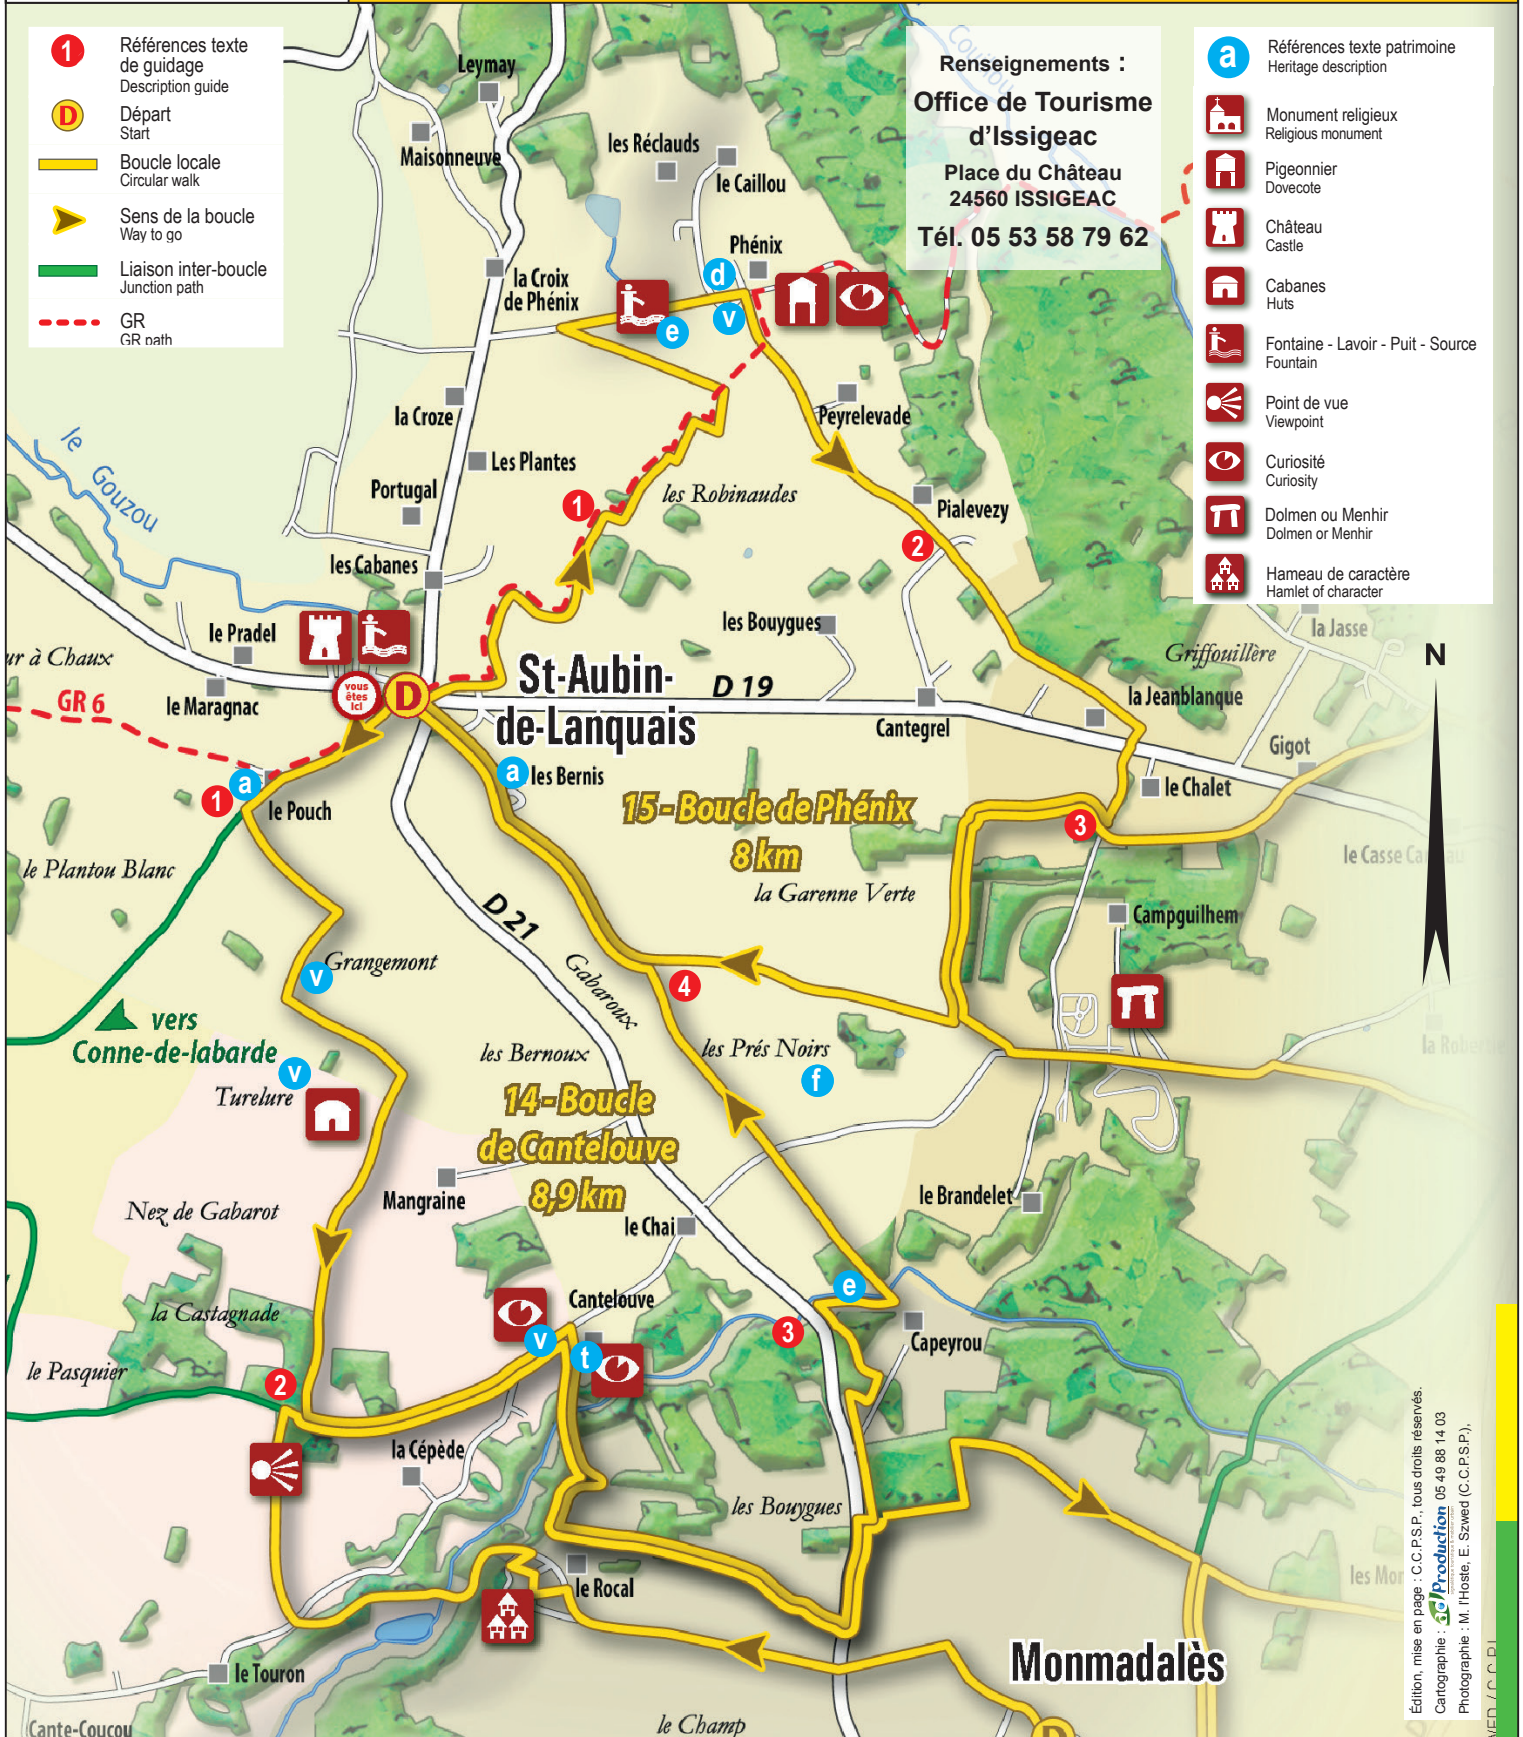 1
Références texte
de guidage
Description guide
D
Départ
Start
Boucle locale
Circular walk
Sens de la boucle
Way to go
Liaison inter-boucle
Junction path
GR
GR path
Renseignements :
Office de Tourisme
d'Issigeac
Place du Château
24560 ISSIGEAC
Tél. 05 53 58 79 62
a
Références texte patrimoine
Heritage description
Monument religieux
Religious monument
Pigeonnier
Dovecote
Château
Castle
Cabanes
Huts
Fontaine - Lavoir - Puit - Source
Fountain
Point de vue
Viewpoint
Curiosité
Curiosity
Dolmen ou Menhir
Dolmen or Menhir
Hameau de caractère
Hamlet of character
Leymay
Maisonneuve
les Réclauds
le Caillou
Phénix
d
v
e
la Croix
de Phénix
la Croze
Les Plantes
Portugal
les Cabanes
le Gouzou
1
les Robinaudes
Peyrelevade
Pialevezy
2
les Bouygues
la Jasse
Griffouillère
N
la Jeanblanque
Gigot
le Pradel
le Maragnac
GR 6
vous
êtes
ici
D
St-Aubin-
de-Lanquais
D 19
Cantegrel
le Chalet
a
1
le Pouch
a
les Bernis
15 - Boucle de Phénix
8 km
3
la Garenne Verte
le Plantou Blanc
Campguilhem
D 21
Gabaroux
Grangemont
v
4
vers
Conne-de-labarde
les Bernoux
les Prés Noirs
f
v
Turelure
14 - Boucle
de Cantelouve
8,9 km
Mangraine
le Chai
le Brandelet
Nez de Gabarot
la Castagnade
le Pasquier
Cantelouve
v
t
e
3
Capeyrou
2
la Cépède
les Bouygues
le Rocal
le Touron
Cante-Coucou
le Champ
Monmadalès
D
Édition, mise en page : C.C.P.S.P., tous droits réservés.
Cartographie : Production 05 49 88 14 03
Photographie : M. l'Hoste, E. Szwed (C.C.P.S.P.),